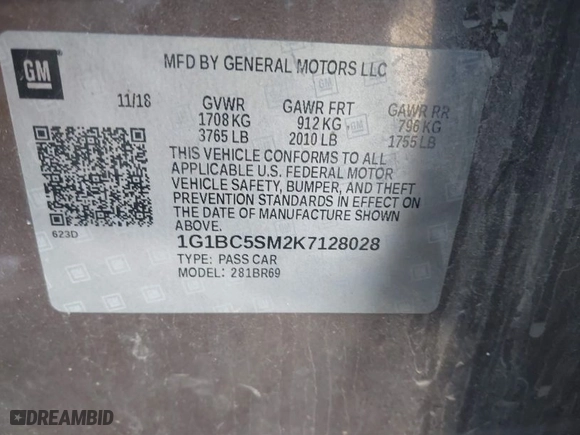 GM
MFD BY GENERAL MOTORS LLC
11/18 GVWR GAWR FRT GAWR RR
1708 KG 912 KG 796 KG
3765 LB 2010 LB 1755 LB
THIS VEHICLE CONFORMS TO ALL
APPLICABLE U.S. FEDERAL MOTOR
VEHICLE SAFETY, BUMPER, AND THEFT
PREVENTION STANDARDS IN EFFECT ON
THE DATE OF MANUFACTURE SHOWN
ABOVE.
623D
1G1BC5SM2K7128028
TYPE: PASS CAR
MODEL: 281BR69
DREAMBID